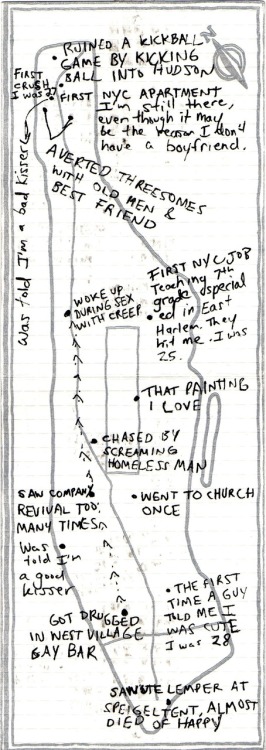 RUINED A KICKBALL
GAME BY KICKING
BALL INTO HUDSON
FIRST
CRUSH
I was 27
FIRST NYC APARTMENT
I'm still there,
even though it may
be the reason I don't
have a boyfriend.
Was told I'm a bad kisser
AVERTED THREESOMES
WITH OLD MEN &
BEST FRIEND
FIRST NYC JOB
Teaching 7th
grade special
ed in East
Harlem. They
hit me. I was
25.
WOKE UP
DURING SEX
WITH CREEP
THAT PAINTING
I LOVE
CHASED BY
SCREAMING
HOMELESS MAN
SAW COMPANY
REVIVAL TOO
MANY TIMES
WENT TO CHURCH
ONCE
Was
told I'm
a good
kisser
THE FIRST
TIME A GUY
TOLD ME I
WAS CUTE
I was 28
GOT DRUGGED
IN WEST VILLAGE
GAY BAR
SAW UTE LEMPER AT
SPEIGELTENT, ALMOST
DIED OF HAPPY